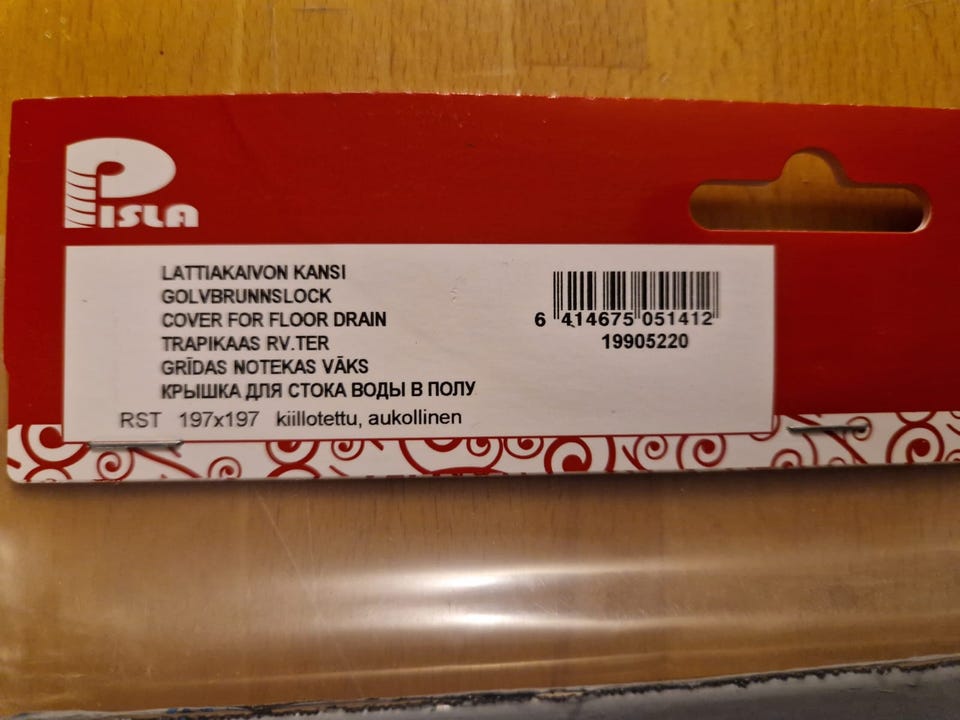 PISLA
LATTIAKAIVON KANSI
GOLVBRUNNSLOCK
COVER FOR FLOOR DRAIN
TRAPIKAAS RV.TER
GRĪDAS NOTEKAS VĀKS
КРЫШКА ДЛЯ СТОКА ВОДЫ В ПОЛУ
RST 197x197 kiillotettu, aukollinen
6 414675 051412
19905220